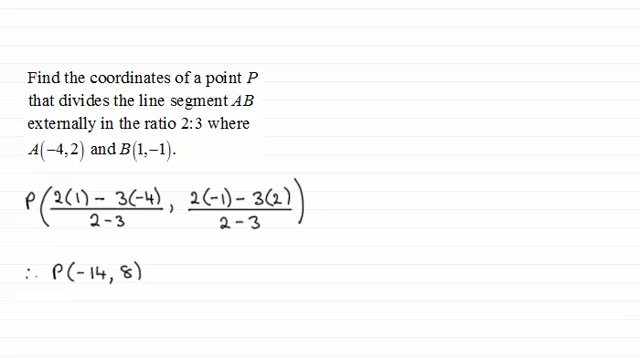 Find the coordinates of a point P
that divides the line segment AB
externally in the ratio 2:3 where
A(−4,2) and B(1,−1).
P((2(1) − 3(−4))/(2 − 3), (2(−1) − 3(2))/(2 − 3))
∴ P(−14, 8)